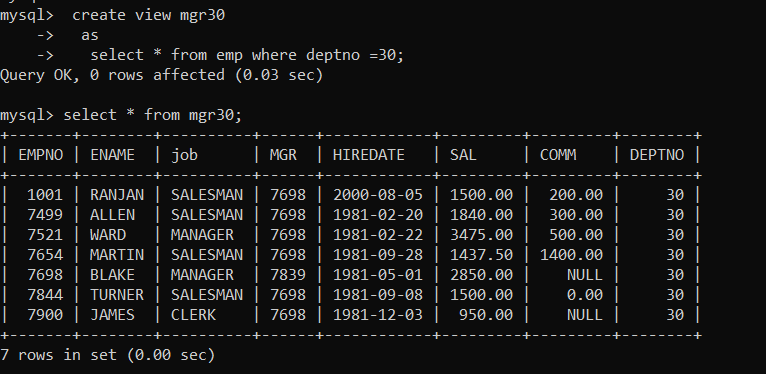 mysql>  create view mgr30
    ->   as
    ->    select * from emp where deptno =30;
Query OK, 0 rows affected (0.03 sec)

mysql> select * from mgr30;
+-------+--------+----------+------+------------+---------+---------+--------+
| EMPNO | ENAME  | job      | MGR  | HIREDATE   | SAL     | COMM    | DEPTNO |
+-------+--------+----------+------+------------+---------+---------+--------+
|  1001 | RANJAN | SALESMAN | 7698 | 2000-08-05 | 1500.00 |  200.00 |     30 |
|  7499 | ALLEN  | SALESMAN | 7698 | 1981-02-20 | 1840.00 |  300.00 |     30 |
|  7521 | WARD   | MANAGER  | 7698 | 1981-02-22 | 3475.00 |  500.00 |     30 |
|  7654 | MARTIN | SALESMAN | 7698 | 1981-09-28 | 1437.50 | 1400.00 |     30 |
|  7698 | BLAKE  | MANAGER  | 7839 | 1981-05-01 | 2850.00 |    NULL |     30 |
|  7844 | TURNER | SALESMAN | 7698 | 1981-09-08 | 1500.00 |    0.00 |     30 |
|  7900 | JAMES  | CLERK    | 7698 | 1981-12-03 |  950.00 |    NULL |     30 |
+-------+--------+----------+------+------------+---------+---------+--------+
7 rows in set (0.00 sec)